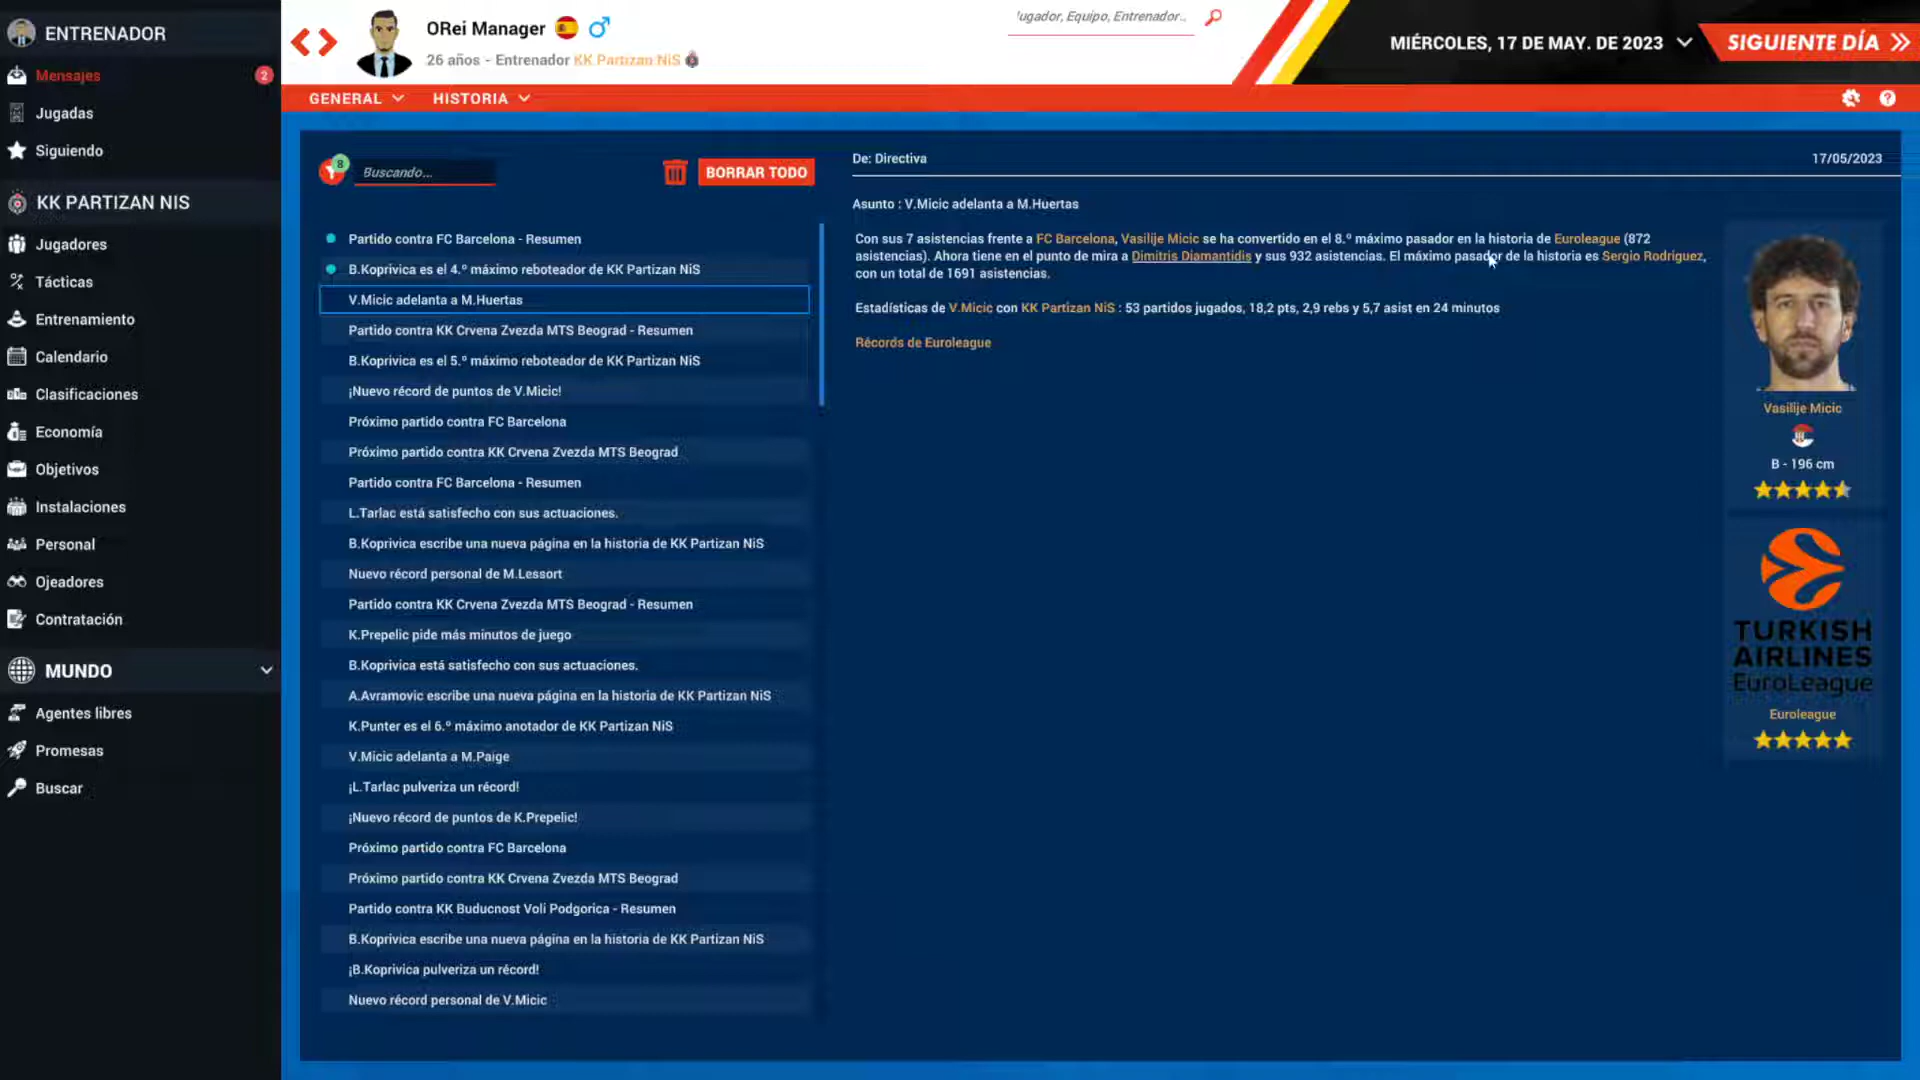 ENTRENADOR
Mensajes
2
Jugadas
Siguiendo
KK PARTIZAN NIS
Jugadores
Tácticas
Entrenamiento
Calendario
Clasificaciones
Economía
Objetivos
Instalaciones
Personal
Ojeadores
Contratación
MUNDO
Agentes libres
Promesas
Buscar
ORei Manager
26 años - Entrenador KK Partizan NiS
Jugador, Equipo, Entrenador..
MIÉRCOLES, 17 DE MAY. DE 2023
SIGUIENTE DÍA
GENERAL
HISTORIA
8
Buscando...
BORRAR TODO
Partido contra FC Barcelona - Resumen
B.Koprivica es el 4.º máximo reboteador de KK Partizan NiS
V.Micic adelanta a M.Huertas
Partido contra KK Crvena Zvezda MTS Beograd - Resumen
B.Koprivica es el 5.º máximo reboteador de KK Partizan NiS
¡Nuevo récord de puntos de V.Micic!
Próximo partido contra FC Barcelona
Próximo partido contra KK Crvena Zvezda MTS Beograd
Partido contra FC Barcelona - Resumen
L.Tarlac está satisfecho con sus actuaciones.
B.Koprivica escribe una nueva página en la historia de KK Partizan NiS
Nuevo récord personal de M.Lessort
Partido contra KK Crvena Zvezda MTS Beograd - Resumen
K.Prepelic pide más minutos de juego
B.Koprivica está satisfecho con sus actuaciones.
A.Avramovic escribe una nueva página en la historia de KK Partizan NiS
K.Punter es el 6.º máximo anotador de KK Partizan NiS
V.Micic adelanta a M.Paige
¡L.Tarlac pulveriza un récord!
¡Nuevo récord de puntos de K.Prepelic!
Próximo partido contra FC Barcelona
Próximo partido contra KK Crvena Zvezda MTS Beograd
Partido contra KK Buducnost Voli Podgorica - Resumen
B.Koprivica escribe una nueva página en la historia de KK Partizan NiS
¡B.Koprivica pulveriza un récord!
Nuevo récord personal de V.Micic
De: Directiva
17/05/2023
Asunto : V.Micic adelanta a M.Huertas
Con sus 7 asistencias frente a FC Barcelona, Vasilije Micic se ha convertido en el 8.º máximo pasador en la historia de Euroleague (872
asistencias). Ahora tiene en el punto de mira a Dimitris Diamantidis y sus 932 asistencias. El máximo pasador de la historia es Sergio Rodriguez,
con un total de 1691 asistencias.
Estadísticas de V.Micic con KK Partizan NiS : 53 partidos jugados, 18,2 pts, 2,9 rebs y 5,7 asist en 24 minutos
Récords de Euroleague
Vasilije Micic
B - 196 cm
TURKISH
AIRLINES
EuroLeague
Euroleague